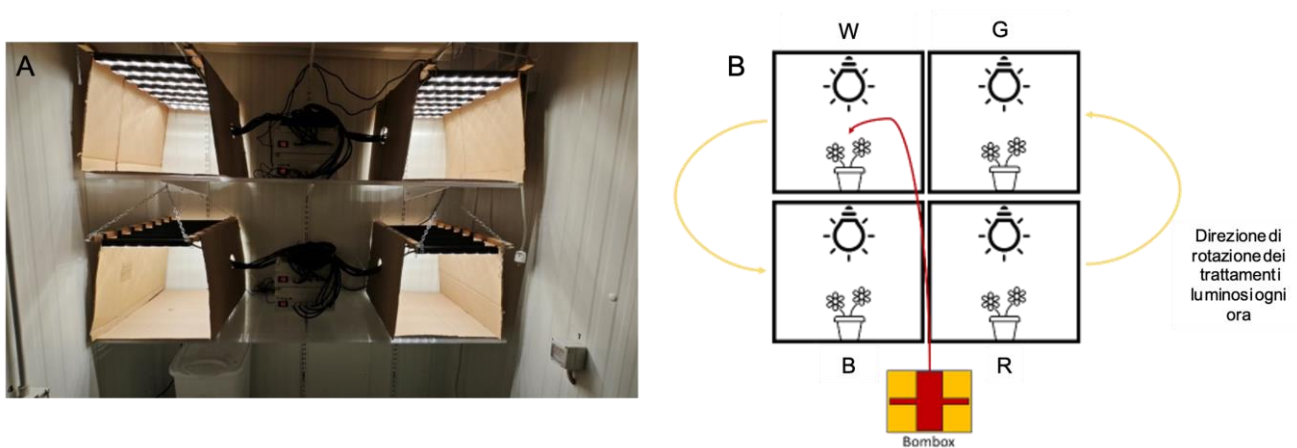 A
B
W
G
B
R
Direzione di
rotazione dei
trattamenti
luminosi ogni
ora
Bombox